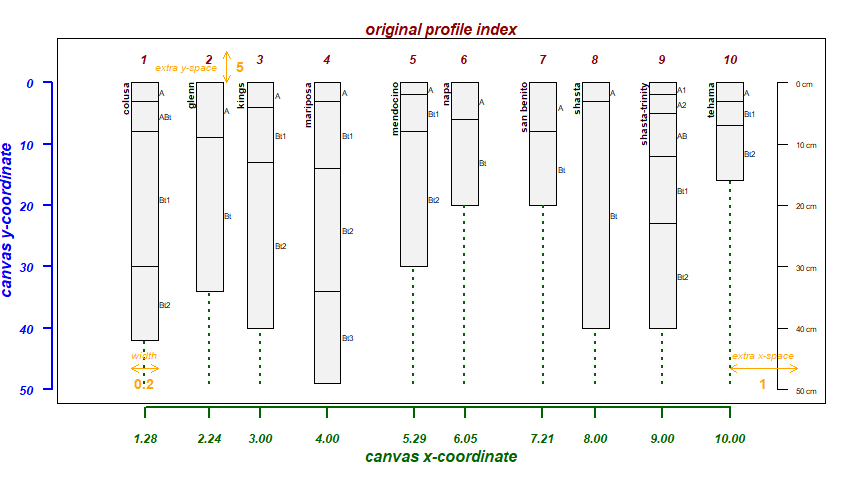 original profile index
1 2 3 4 5 6 7 8 9 10
extra y-space 5
canvas y-coordinate
0
10
20
30
40
50
colusa
A
ABt
Bt1
Bt2
glenn
A
Bt
kings
A
Bt1
Bt2
mariposa
A
Bt1
Bt2
Bt3
mendocino
A
Bt1
Bt2
napa
A
Bt
san benito
A
Bt
shasta
A
Bt
shasta-trinity
A1
A2
AB
Bt1
Bt2
tehama
A
Bt1
Bt2
0 cm
10 cm
20 cm
30 cm
40 cm
50 cm
width
0.2
extra x-space
1
1.28 2.24 3.00 4.00 5.29 6.05 7.21 8.00 9.00 10.00
canvas x-coordinate